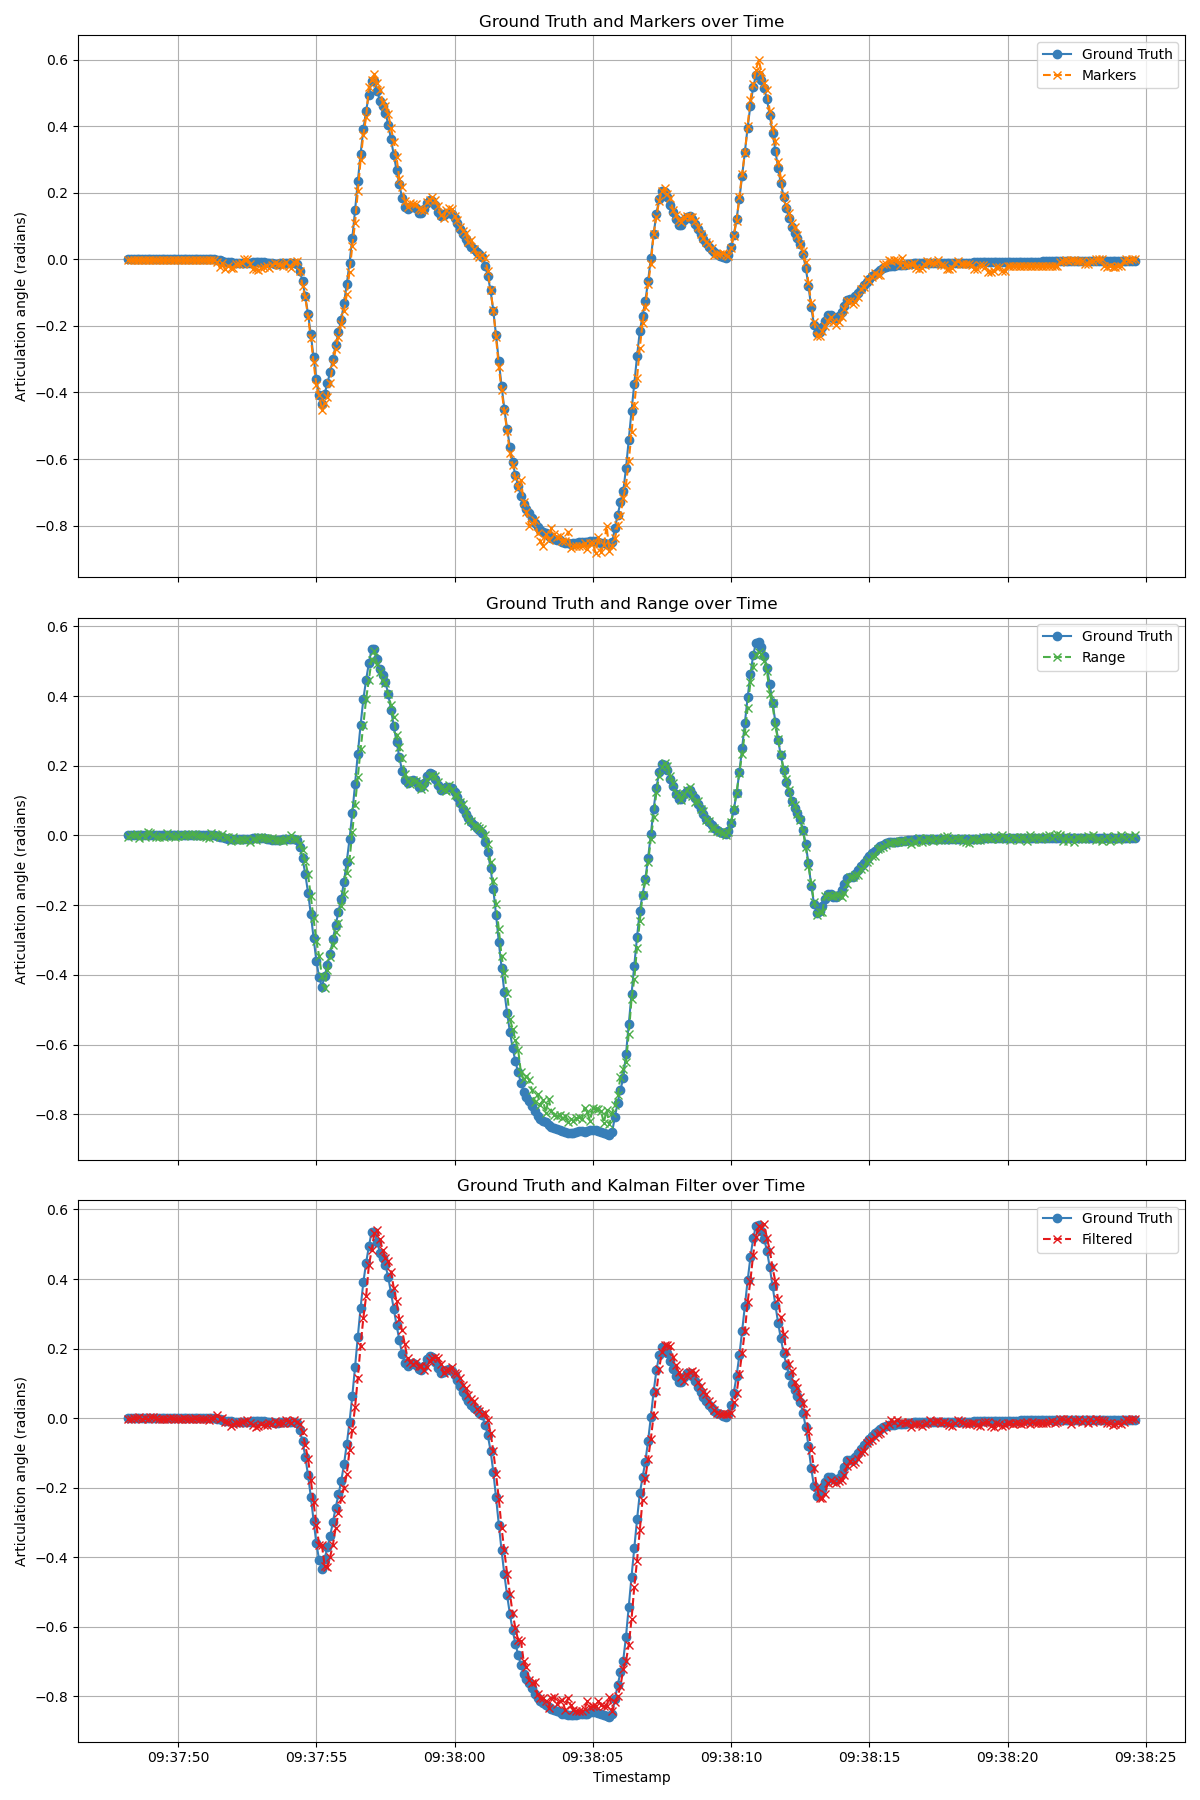 Ground Truth and Markers over Time
Ground Truth
Markers
0.6
0.4
0.2
0.0
−0.2
−0.4
−0.6
−0.8
Articulation angle (radians)
Ground Truth and Range over Time
Ground Truth
Range
0.6
0.4
0.2
0.0
−0.2
−0.4
−0.6
−0.8
Articulation angle (radians)
Ground Truth and Kalman Filter over Time
Ground Truth
Filtered
0.6
0.4
0.2
0.0
−0.2
−0.4
−0.6
−0.8
Articulation angle (radians)
09:37:50 09:37:55 09:38:00 09:38:05 09:38:10 09:38:15 09:38:20 09:38:25
Timestamp